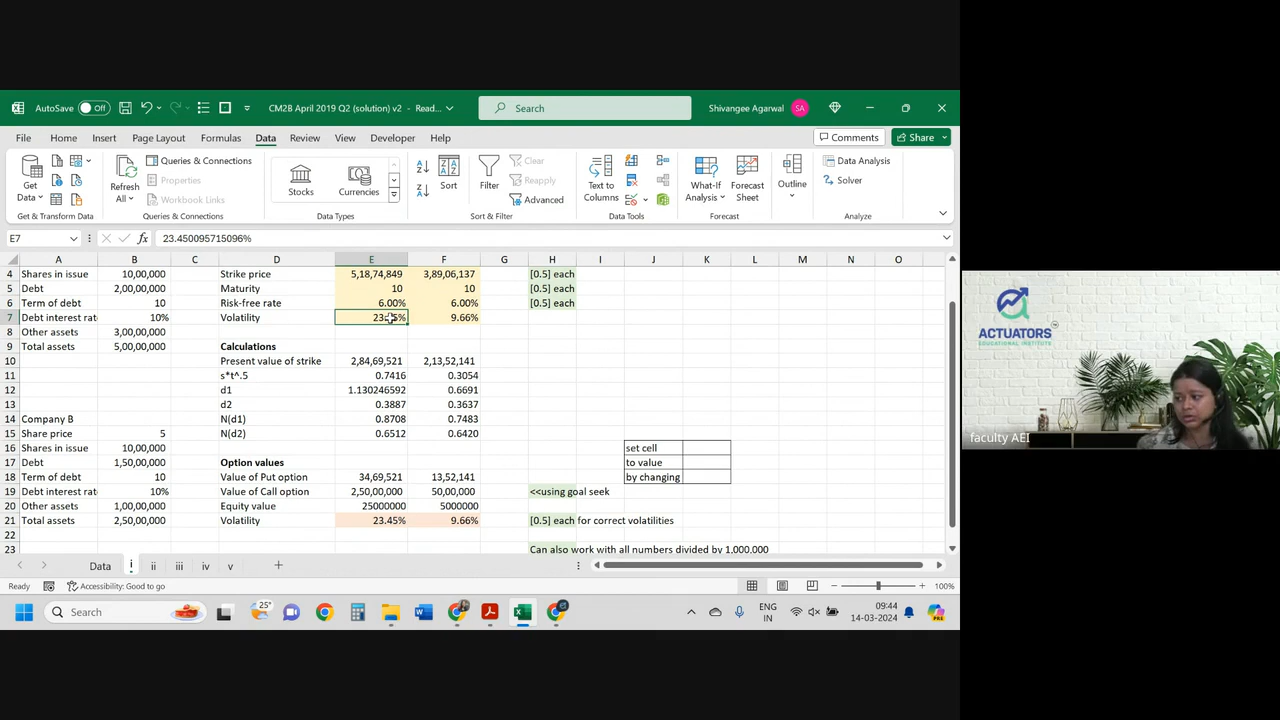 AutoSave Off CM2B April 2019 Q2 (solution) v2 - Read... Search Shivangee Agarwal SA
File Home Insert Page Layout Formulas Data Review View Developer Help Comments Share
Get Data Refresh All Queries & Connections Properties Workbook Links Stocks Currencies Sort Filter Clear Reapply Advanced Text to Columns What-If Analysis Forecast Sheet Outline Data Analysis Solver
Get & Transform Data Queries & Connections Data Types Sort & Filter Data Tools Forecast Analyze
E7 fx 23.450095715096%
A B C D E F G H I J K L M N O
4 Shares in issue 10,00,000 Strike price 5,18,74,849 3,89,06,137 [0.5] each
5 Debt 2,00,00,000 Maturity 10 10 [0.5] each
6 Term of debt 10 Risk-free rate 6.00% 6.00% [0.5] each
7 Debt interest rate 10% Volatility 23.45% 9.66%
8 Other assets 3,00,00,000
9 Total assets 5,00,00,000 Calculations
10 Present value of strike 2,84,69,521 2,13,52,141
11 s*t^.5 0.7416 0.3054
12 d1 1.130246592 0.6691
13 d2 0.3887 0.3637
14 Company B N(d1) 0.8708 0.7483
15 Share price 5 N(d2) 0.6512 0.6420
16 Shares in issue 10,00,000 set cell
17 Debt 1,50,00,000 Option values to value
18 Term of debt 10 Value of Put option 34,69,521 13,52,141 by changing
19 Debt interest rate 10% Value of Call option 2,50,00,000 50,00,000 <<using goal seek
20 Other assets 1,00,00,000 Equity value 25000000 5000000
21 Total assets 2,50,00,000 Volatility 23.45% 9.66% [0.5] each for correct volatilities
22
23 Can also work with all numbers divided by 1,000,000
Data i ii iii iv v
Ready Accessibility: Good to go 100%
Search 25° ENG IN 09:44 14-03-2024
ACTUATORS
EDUCATIONAL INSTITUTE
faculty AEI